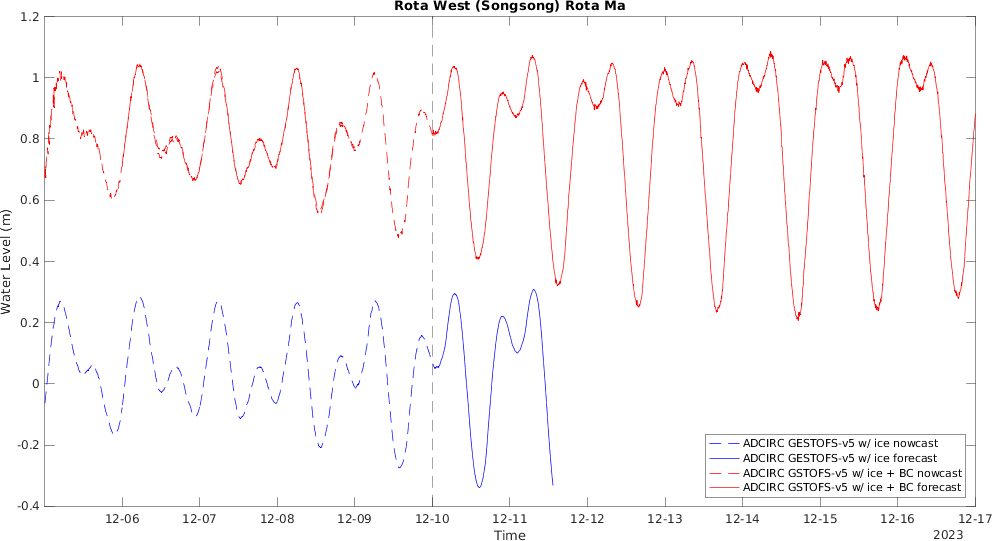 Rota West (Songsong) Rota Ma
1.2
1
0.8
0.6
0.4
0.2
0
-0.2
-0.4
Water Level (m)
ADCIRC GESTOFS-v5 w/ ice nowcast
ADCIRC GESTOFS-v5 w/ ice forecast
ADCIRC GSTOFS-v5 w/ ice + BC nowcast
ADCIRC GSTOFS-v5 w/ ice + BC forecast
12-06 12-07 12-08 12-09 12-10 12-11 12-12 12-13 12-14 12-15 12-16 12-17
Time
2023